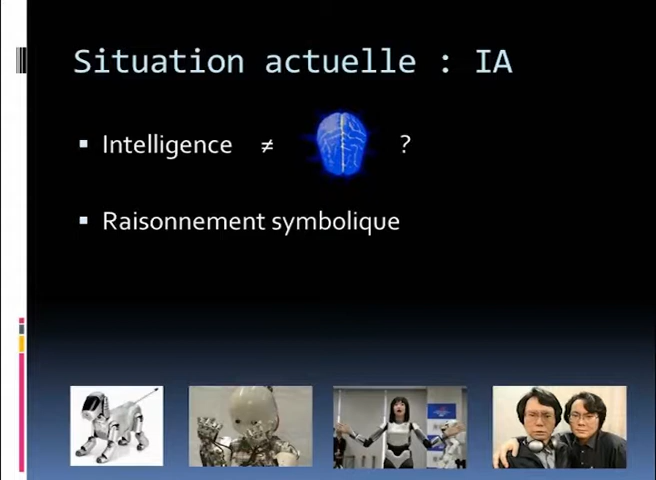 Situation actuelle : IA
Intelligence ≠ ?
Raisonnement symbolique